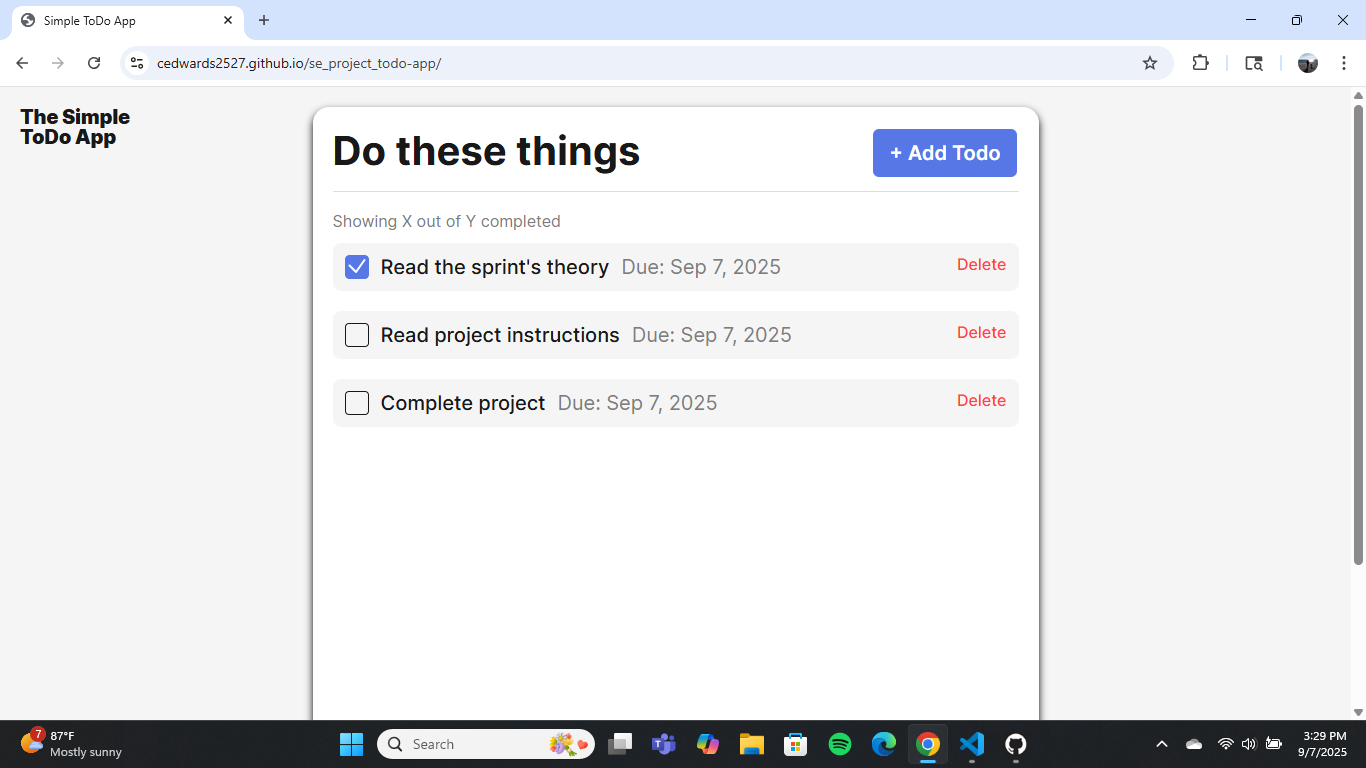 Simple ToDo App
cedwards2527.github.io/se_project_todo-app/
The Simple
ToDo App
Do these things
+ Add Todo
Showing X out of Y completed
Read the sprint's theory Due: Sep 7, 2025 Delete
Read project instructions Due: Sep 7, 2025 Delete
Complete project Due: Sep 7, 2025 Delete
7
87°F
Mostly sunny
Search
3:29 PM
9/7/2025